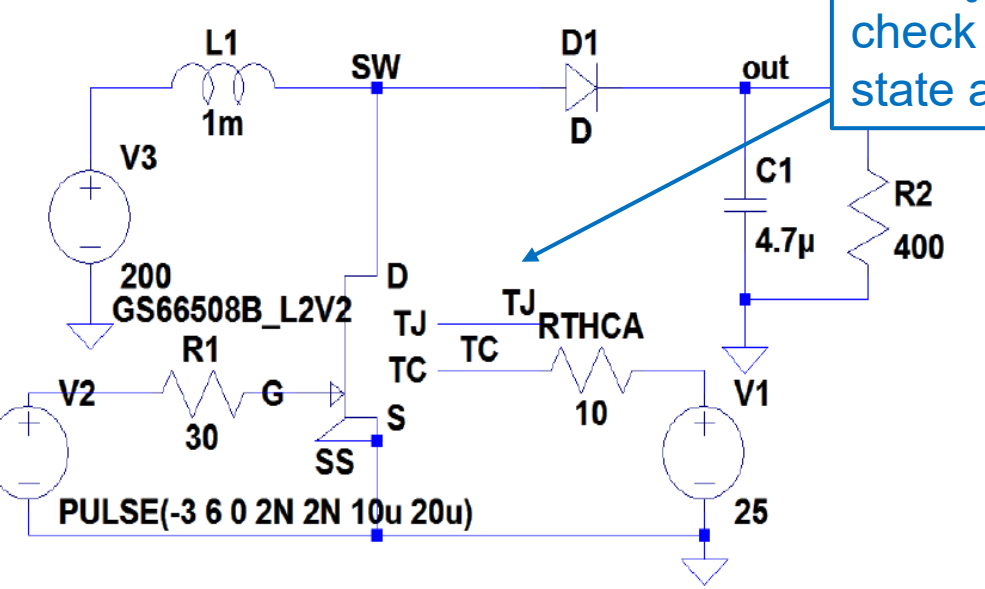 check
state a
L1
1m
SW
D1
D
out
V3
200
C1
4.7µ
R2
400
GS66508B_L2V2
D
TJ
TC
G
S
SS
TJ
TC
RTHCA
10
R1
30
V2
PULSE(-3 6 0 2N 2N 10u 20u)
V1
25